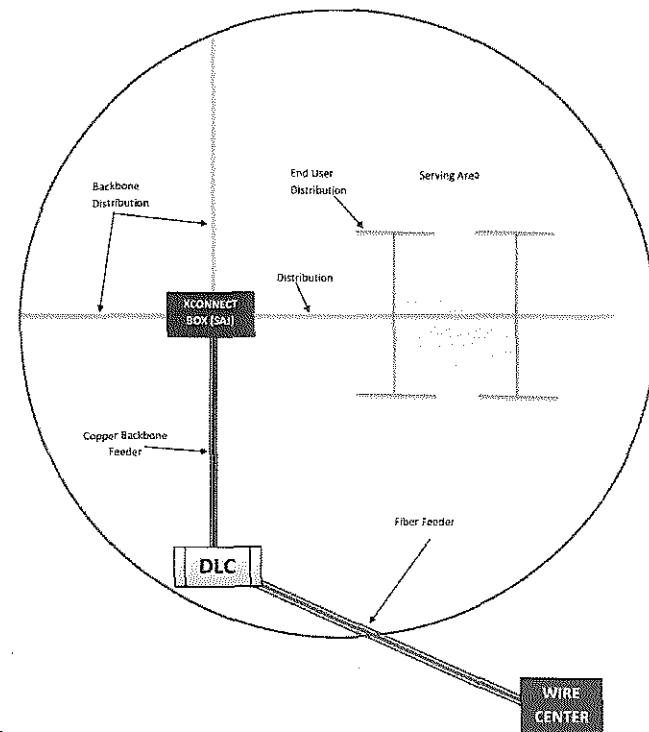 End User
Distribution
Serving Area
Backbone
Distribution
Distribution
XCONNECT
BOX (SAI)
Copper Backbone
Feeder
Fiber Feeder
DLC
WIRE
CENTER